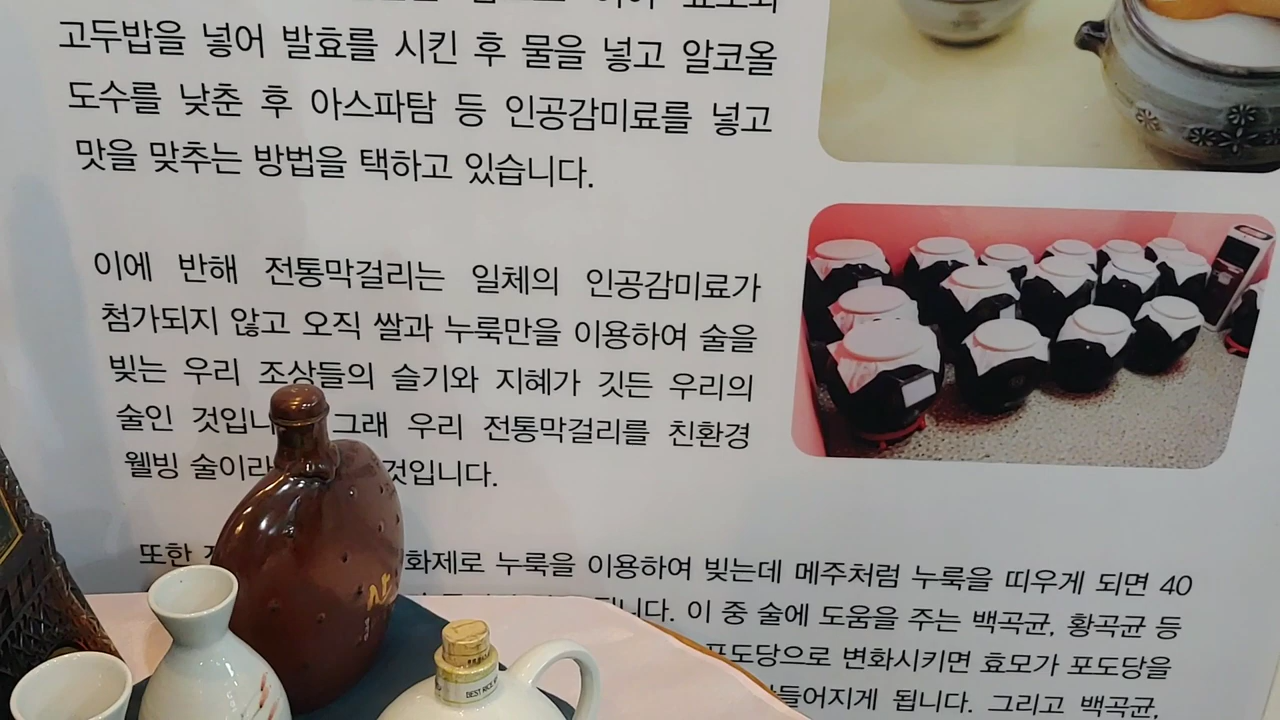 고두밥을 넣어 발효를 시킨 후 물을 넣고 알코올
도수를 낮춘 후 아스파탐 등 인공감미료를 넣고
맛을 맞추는 방법을 택하고 있습니다.
이에 반해 전통막걸리는 일체의 인공감미료가
첨가되지 않고 오직 쌀과 누룩만을 이용하여 술을
빚는 우리 조상들의 슬기와 지혜가 깃든 우리의
술인 것입니 그래 우리 전통막걸리를 친환경
웰빙 술이라 것입니다.
또한 화제로 누룩을 이용하여 빚는데 메주처럼 누룩을 띠우게 되면 40
니다. 이 중 술에 도움을 주는 백곡균, 황곡균 등
포도당으로 변화시키면 효모가 포도당을
들어지게 됩니다. 그리고 백곡균,
산
BEST RICE